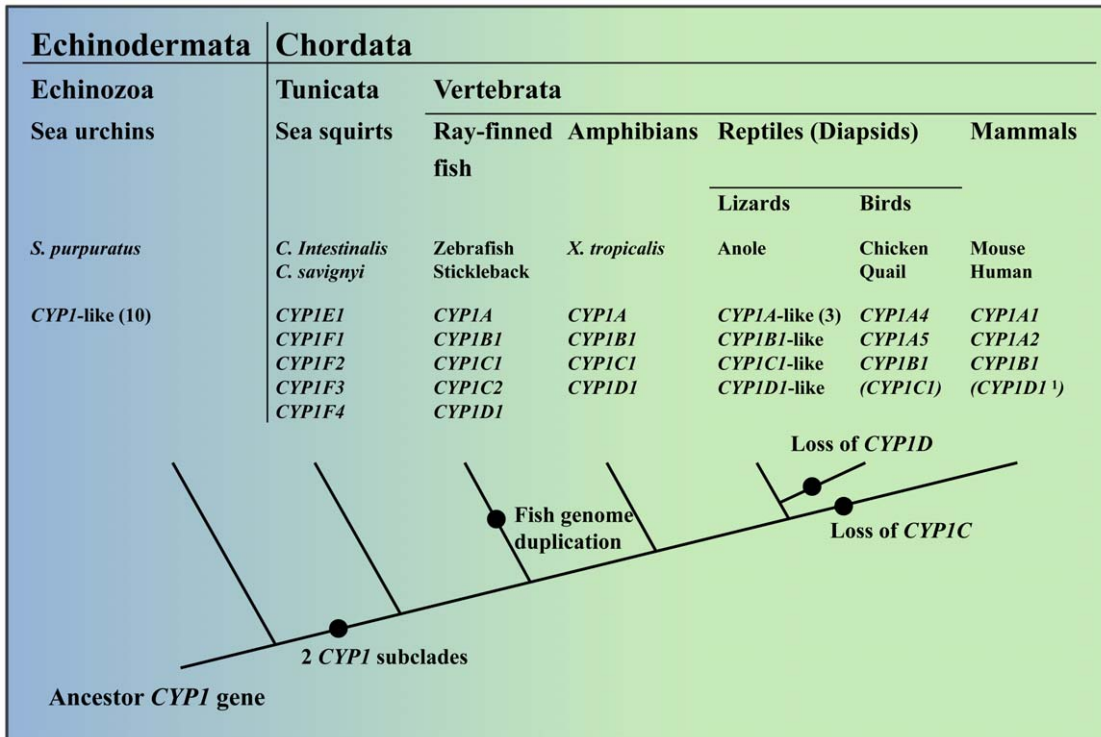 Echinodermata Chordata
Echinozoa Tunicata Vertebrata
Sea urchins Sea squirts Ray-finned fish Amphibians Reptiles (Diapsids) Mammals
Lizards Birds
S. purpuratus C. Intestinalis Zebrafish X. tropicalis Anole Chicken Mouse
C. savignyi Stickleback Quail Human
CYP1-like (10) CYP1E1 CYP1A CYP1A CYP1A-like (3) CYP1A4 CYP1A1
CYP1F1 CYP1B1 CYP1B1 CYP1B1-like CYP1A5 CYP1A2
CYP1F2 CYP1C1 CYP1C1 CYP1C1-like CYP1B1 CYP1B1
CYP1F3 CYP1C2 CYP1D1 CYP1D1-like (CYP1C1) (CYP1D1 ¹)
CYP1F4 CYP1D1
Loss of CYP1D
Fish genome
duplication
Loss of CYP1C
2 CYP1 subclades
Ancestor CYP1 gene